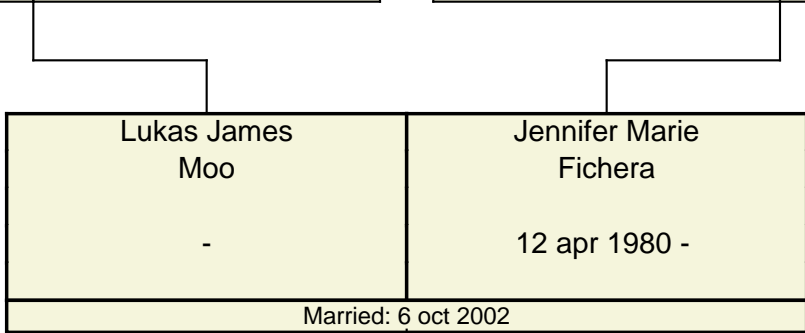 Lukas James
Moo
-
Jennifer Marie
Fichera
12 apr 1980 -
Married: 6 oct 2002